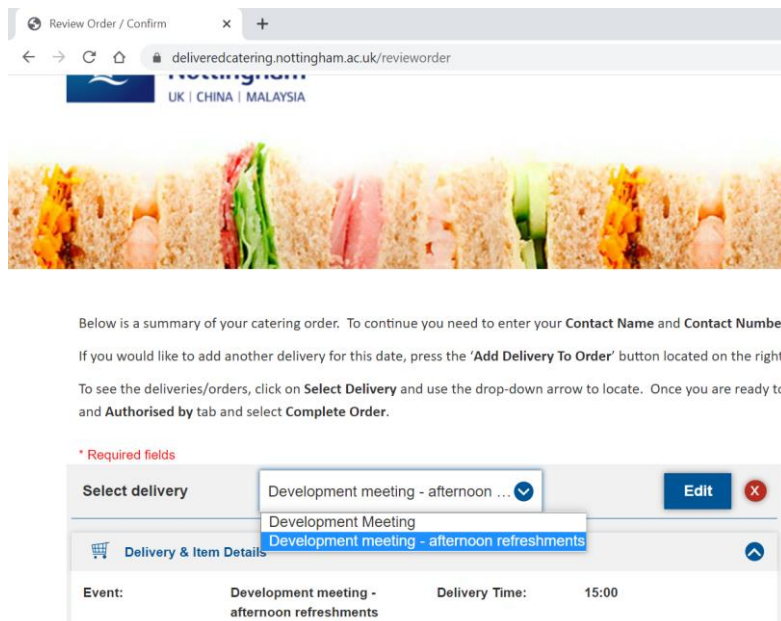 Review Order / Confirm
deliveredcatering.nottingham.ac.uk/revieworder
Nottingham
UK | CHINA | MALAYSIA
Below is a summary of your catering order. To continue you need to enter your Contact Name and Contact Numbe
If you would like to add another delivery for this date, press the 'Add Delivery To Order' button located on the right
To see the deliveries/orders, click on Select Delivery and use the drop-down arrow to locate. Once you are ready to
and Authorised by tab and select Complete Order.
* Required fields
Select delivery Development meeting - afternoon ... Edit X
Development Meeting
Development meeting - afternoon refreshments
Delivery & Item Details
Event: Development meeting - Delivery Time: 15:00
afternoon refreshments